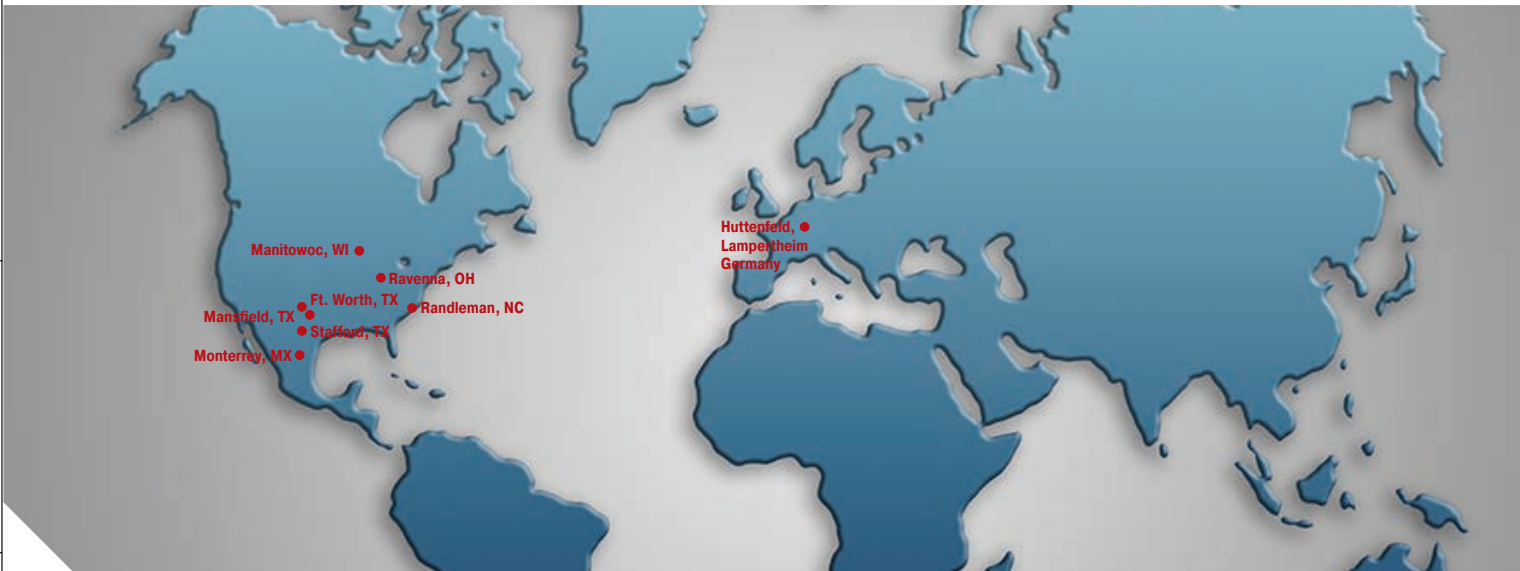 Manitowoc, WI
Ravenna, OH
Ft. Worth, TX
Mansfield, TX
Randleman, NC
Stafford, TX
Monterrey, MX
Huttenfeld,
Lampertheim
Germany